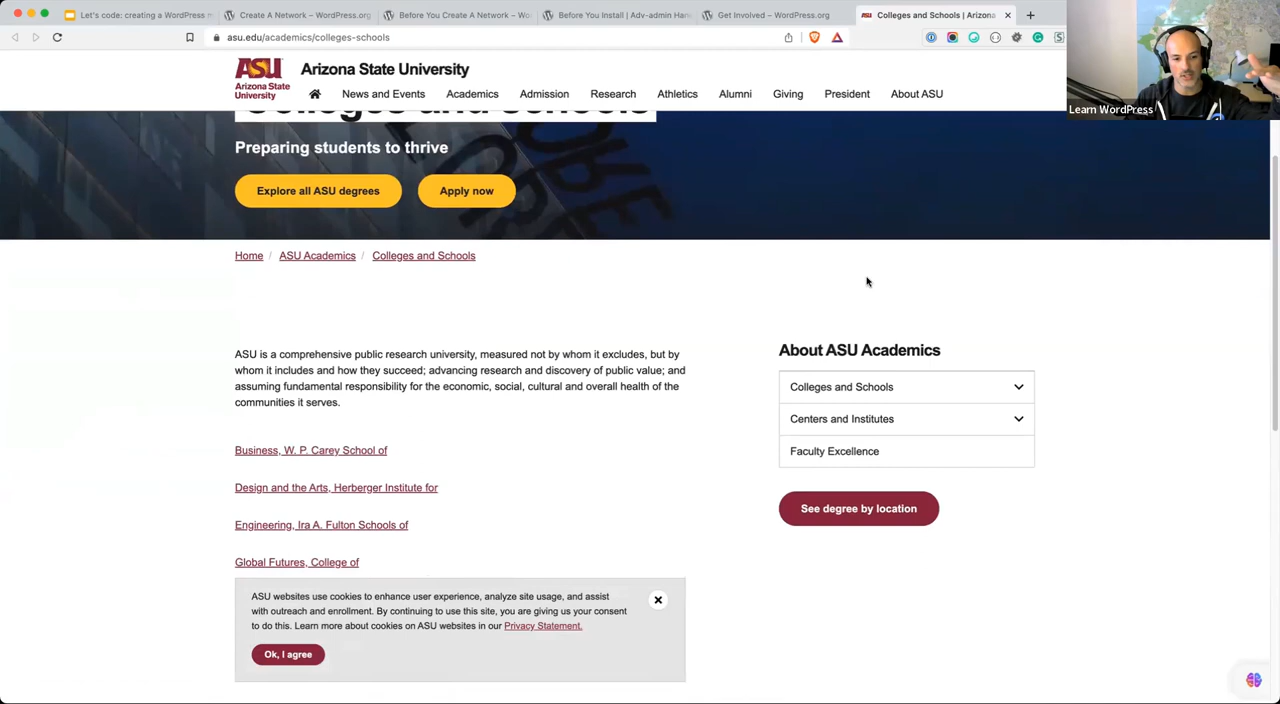 Let's code: creating a WordPress m
Create A Network – WordPress.org
Before You Create A Network – Wo
Before You Install | Adv-admin Han
Get Involved – WordPress.org
Colleges and Schools | Arizona
asu.edu/academics/colleges-schools
ASU
Arizona State
University
Arizona State University
News and Events
Academics
Admission
Research
Athletics
Alumni
Giving
President
About ASU
Learn WordPress
Colleges and Schools
Preparing students to thrive
Explore all ASU degrees
Apply now
Home / ASU Academics / Colleges and Schools
ASU is a comprehensive public research university, measured not by whom it excludes, but by
whom it includes and how they succeed; advancing research and discovery of public value; and
assuming fundamental responsibility for the economic, social, cultural and overall health of the
communities it serves.
Business, W. P. Carey School of
Design and the Arts, Herberger Institute for
Engineering, Ira A. Fulton Schools of
Global Futures, College of
About ASU Academics
Colleges and Schools
Centers and Institutes
Faculty Excellence
See degree by location
ASU websites use cookies to enhance user experience, analyze site usage, and assist
with outreach and enrollment. By continuing to use this site, you are giving us your consent
to do this. Learn more about cookies on ASU websites in our Privacy Statement.
Ok, I agree